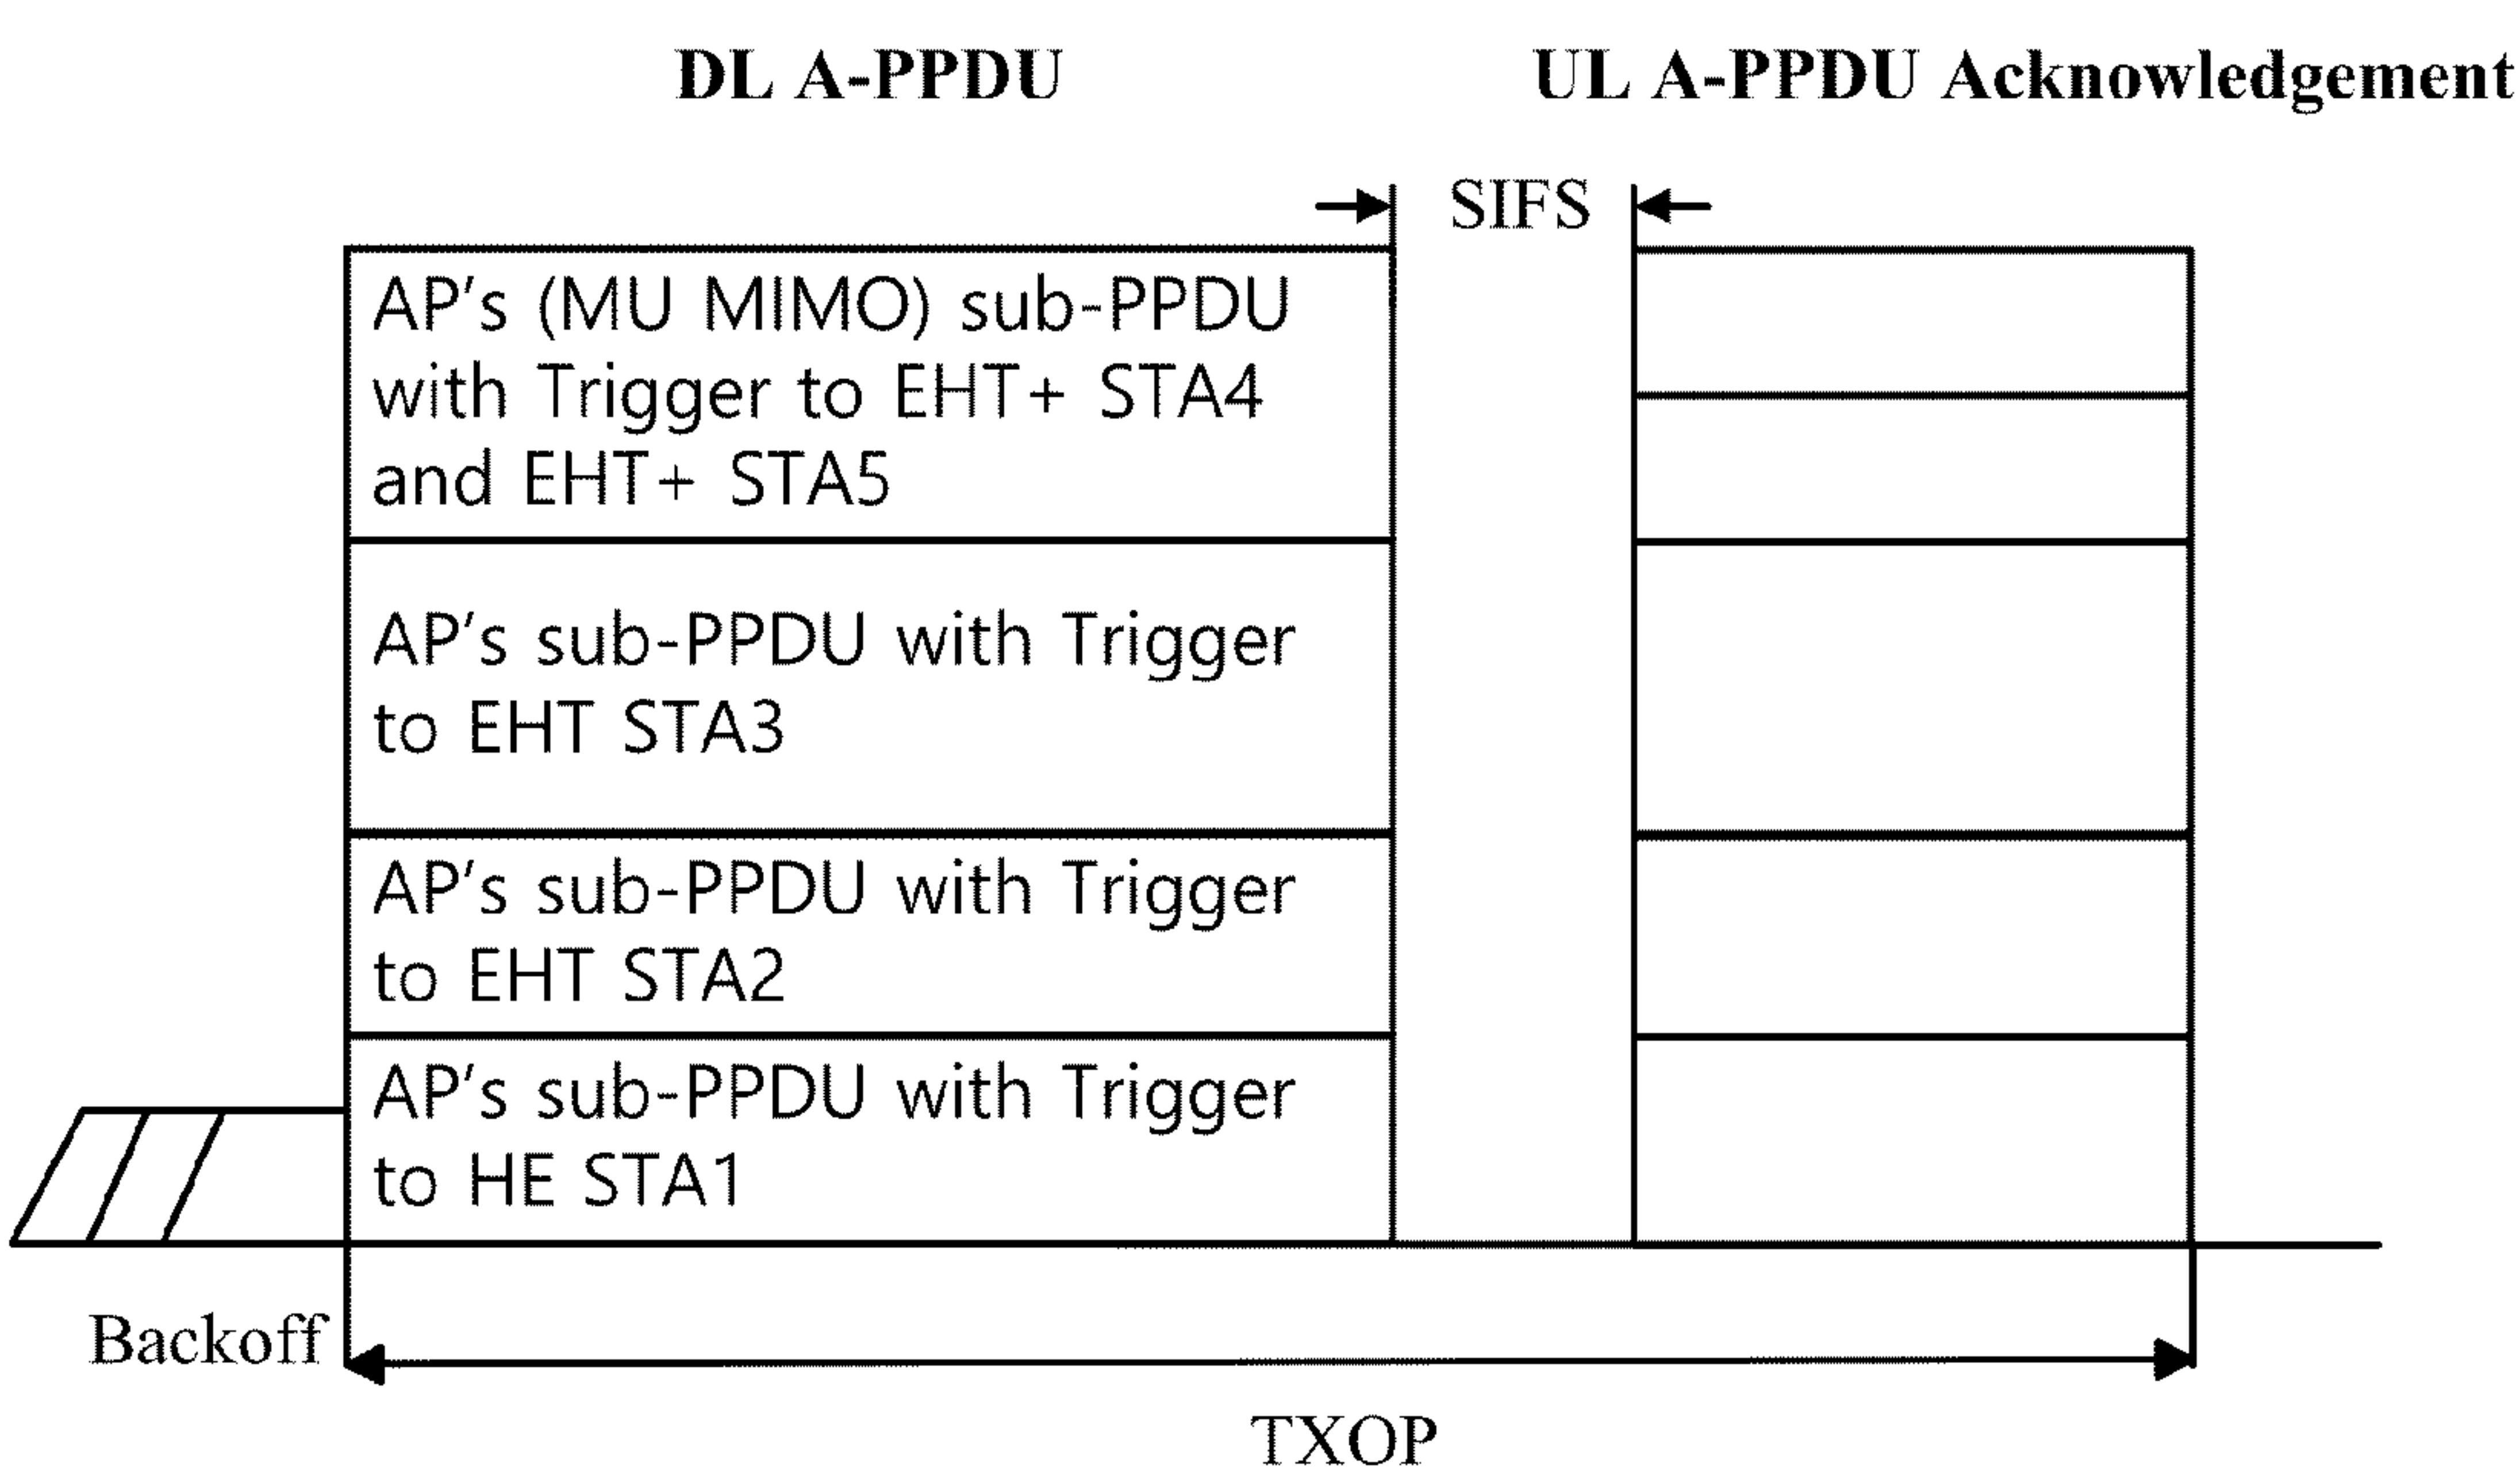 DL A-PPDU
UL A-PPDU Acknowledgement
SIFS
AP's (MU MIMO) sub-PPDU
with Trigger to EHT+ STA4
and EHT+ STA5
AP's sub-PPDU with Trigger
to EHT STA3
AP's sub-PPDU with Trigger
to EHT STA2
AP's sub-PPDU with Trigger
to HE STA1
Backoff
TXOP